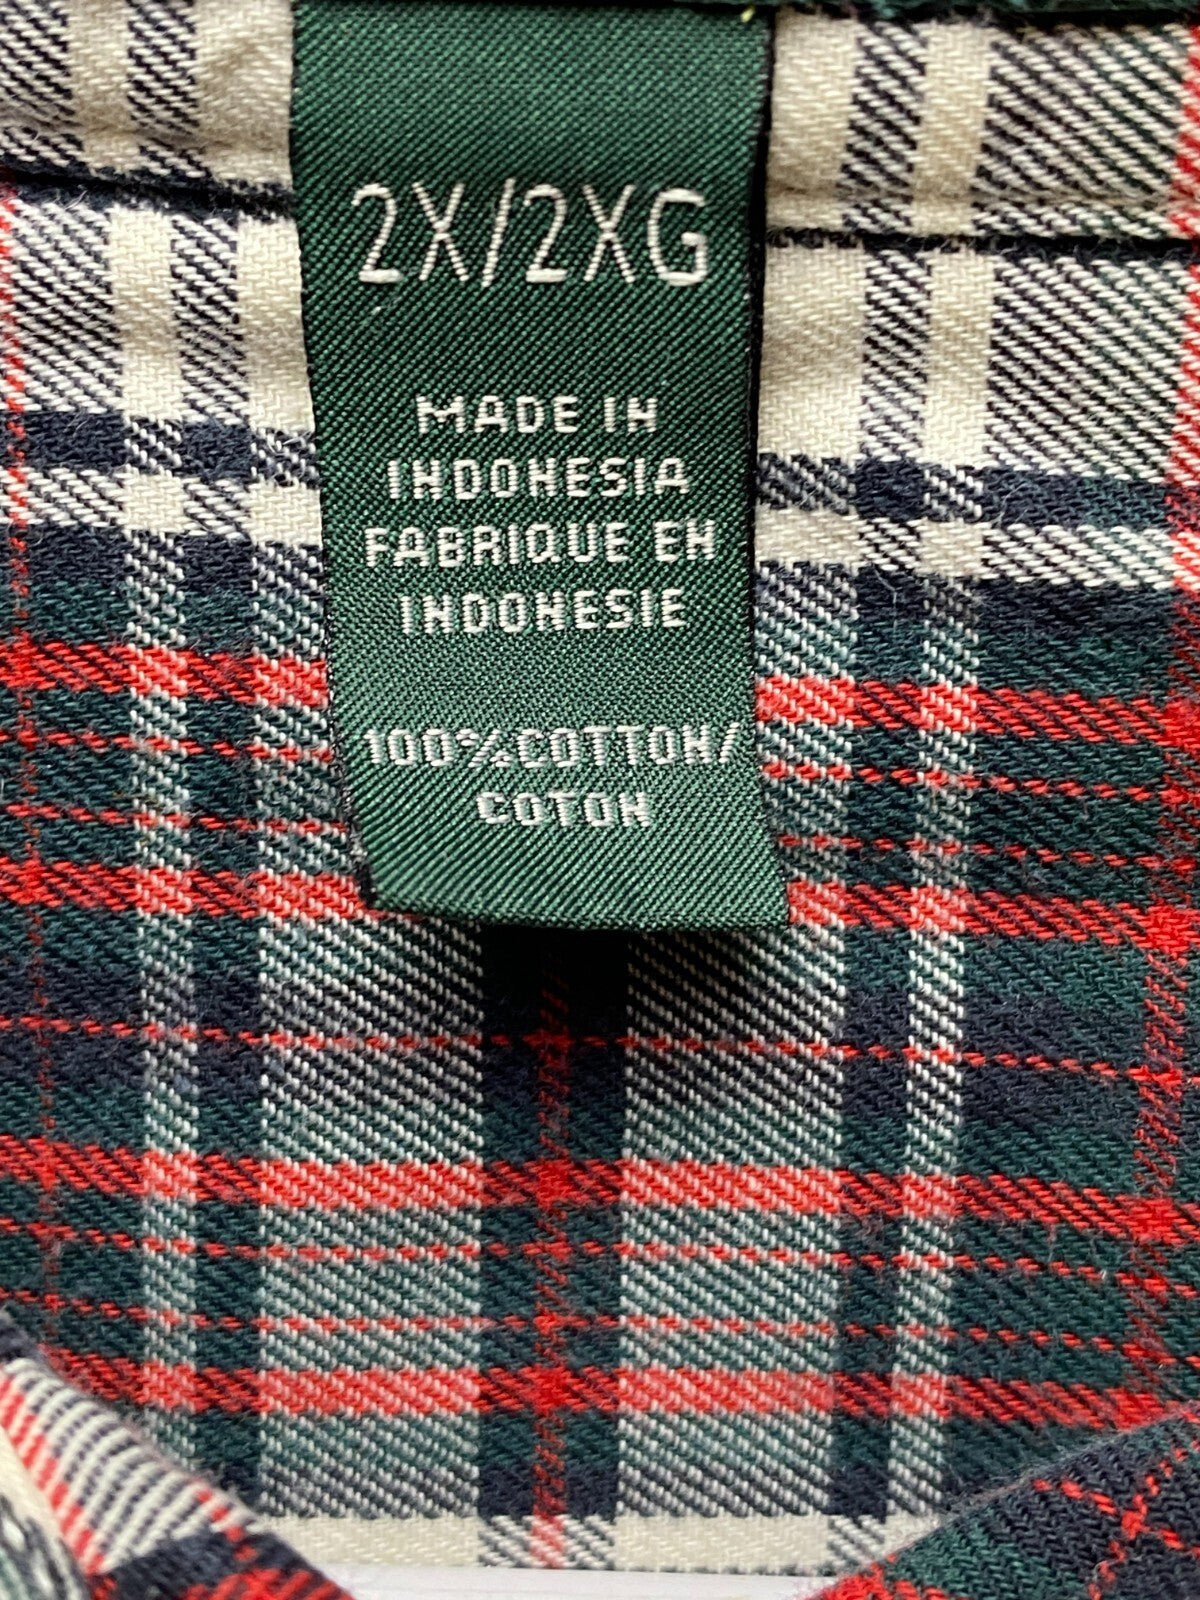 2X/2XG
MADE IN
INDONESIA
FABRIQUE EN
INDONESIE
100%COTTON/
COTON